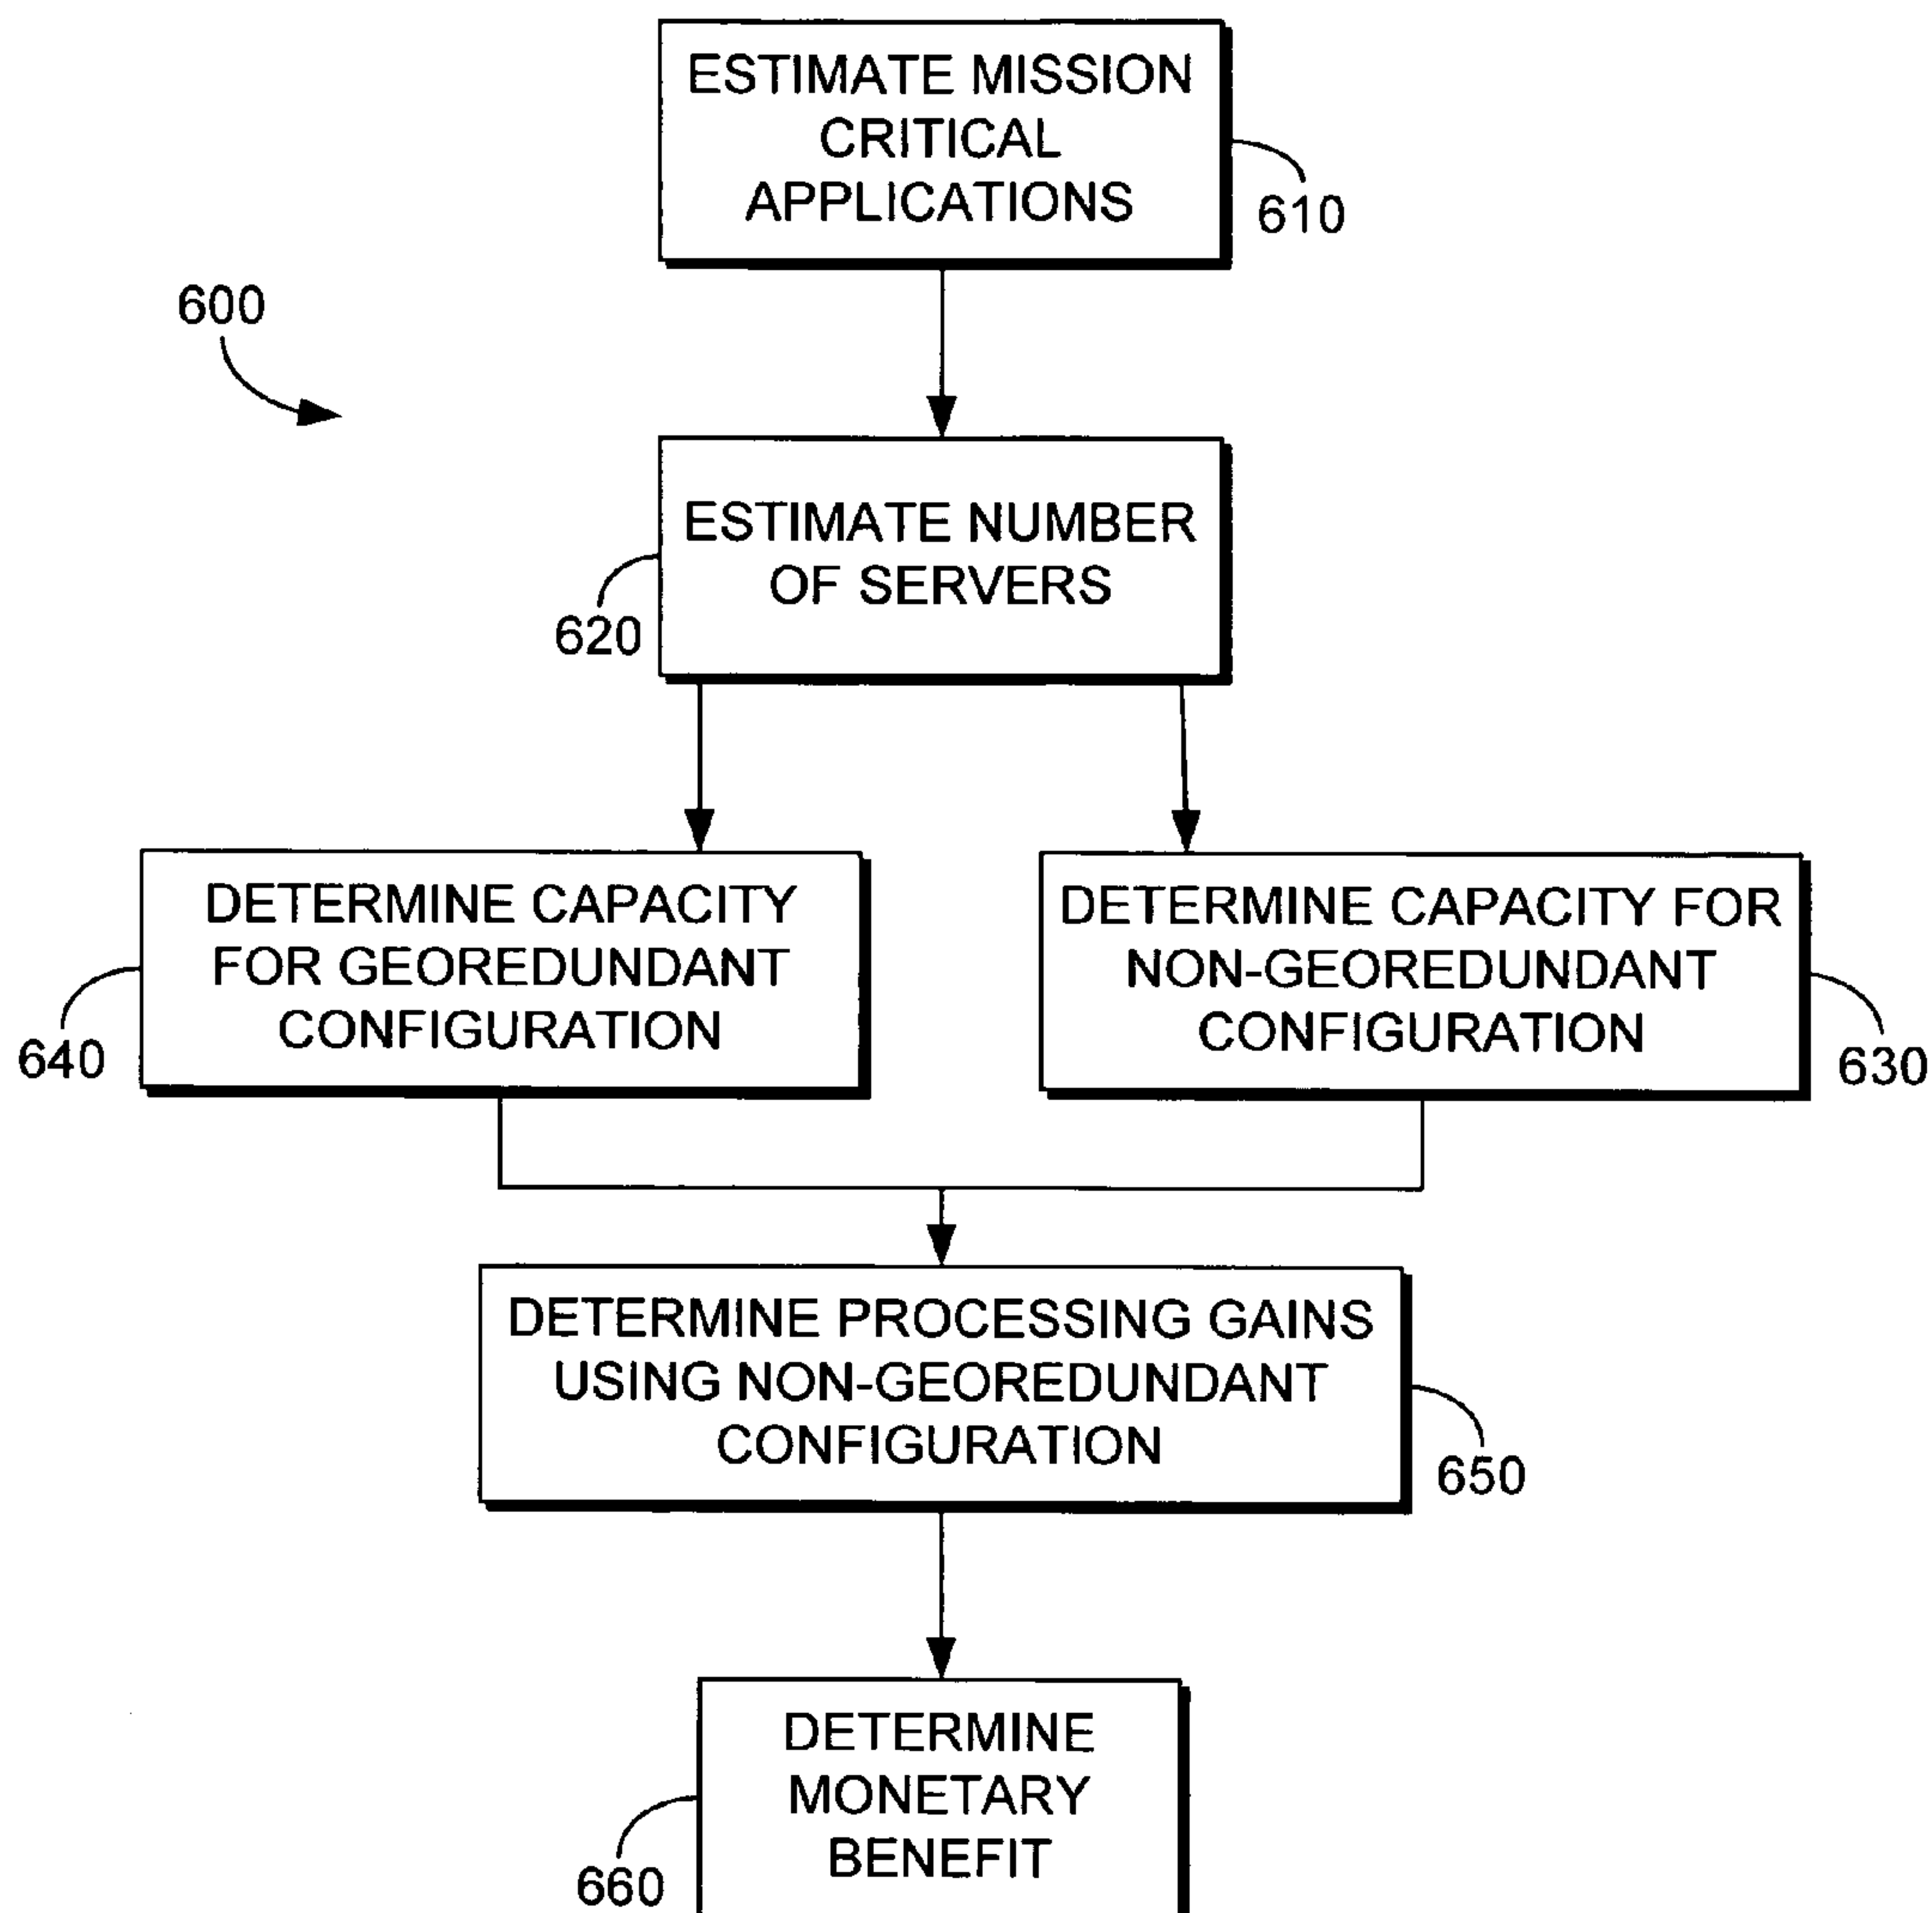 ESTIMATE MISSION
CRITICAL
APPLICATIONS
610
600
ESTIMATE NUMBER
OF SERVERS
620
DETERMINE CAPACITY
FOR GEOREDUNDANT
CONFIGURATION
640
DETERMINE CAPACITY FOR
NON-GEOREDUNDANT
CONFIGURATION
630
DETERMINE PROCESSING GAINS
USING NON-GEOREDUNDANT
CONFIGURATION
650
DETERMINE
MONETARY
BENEFIT
660